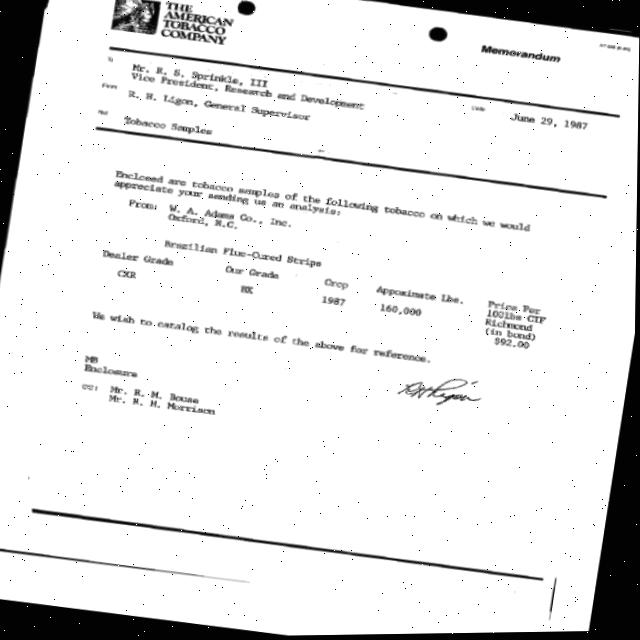 THE
AMERICAN
TOBACCO
COMPANY
Memorandum
To
Mr. R. S. Sprinkle, III
Vice President, Research and Development
From
R. H. Ligon, General Supervisor
Date
June 29, 1987
Tobacco Samples
Enclosed are tobacco samples of the following tobacco on which we would
appreciate your sending us an analysis:
From: W. A. Adams Co., Inc.
Oxford, N.C.
Brazilian Flue-Cured Strips
Dealer Grade Our Grade Crop Appoximate Lbs. Price Per
100lbs CIF
Richmond
(in bond)
CXR BX 1987 160,000 $92.00
We wish to catalog the results of the above for reference.
MB
Enclosure
cc: Mr. R. M. Bouse
Mr. H. H. Morrison
RHLigon